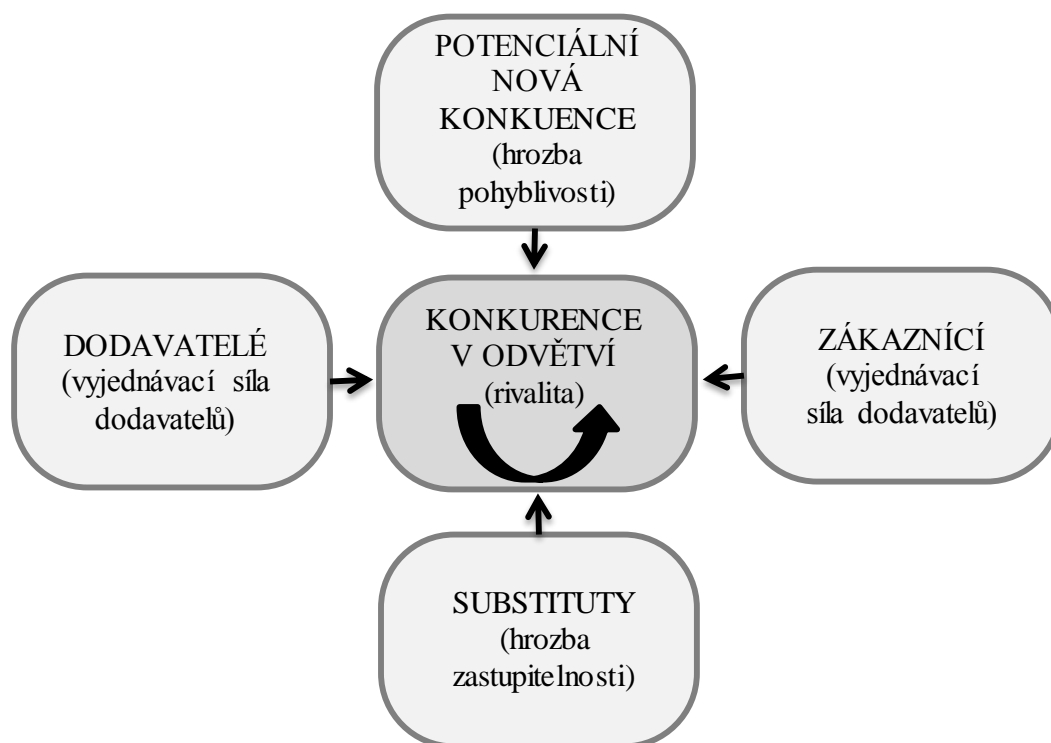 POTENCIÁLNÍ
NOVÁ
KONKUENCE
(hrozba
pohyblivosti)
DODAVATELÉ
(vyjednávací síla
dodavatelů)
KONKURENCE
V ODVĚTVÍ
(rivalita)
ZÁKAZNÍCÍ
(vyjednávací
síla dodavatelů)
SUBSTITUTY
(hrozba
zastupitelnosti)